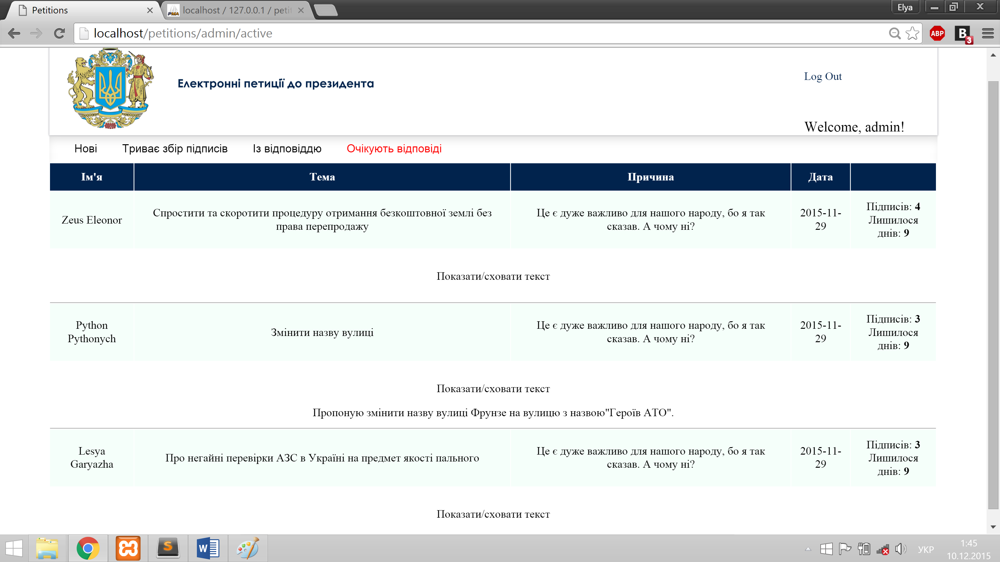 Petitions
localhost / 127.0.0.1 / petit
Elya
localhost/petitions/admin/active
ABP
B
3
Електронні петиції до президента
Log Out
Welcome, admin!
Нові Триває збір підписів Із відповіддю Очікують відповіді
Ім'я Тема Причина Дата
Zeus Eleonor
Спростити та скоротити процедуру отримання безкоштовної землі без
права перепродажу
Це є дуже важливо для нашого народу, бо я так
сказав. А чому ні?
2015-11-
29
Підписів: 4
Лишилося
днів: 9
Показати/сховати текст
Python
Pythonych
Змінити назву вулиці
Це є дуже важливо для нашого народу, бо я так
сказав. А чому ні?
2015-11-
29
Підписів: 3
Лишилося
днів: 9
Показати/сховати текст
Пропоную змінити назву вулиці Фрунзе на вулицю з назвою"Героїв АТО".
Lesya
Garyazha
Про негайні перевірки АЗС в Україні на предмет якості пального
Це є дуже важливо для нашого народу, бо я так
сказав. А чому ні?
2015-11-
29
Підписів: 3
Лишилося
днів: 9
Показати/сховати текст
УКР
1:45
10.12.2015